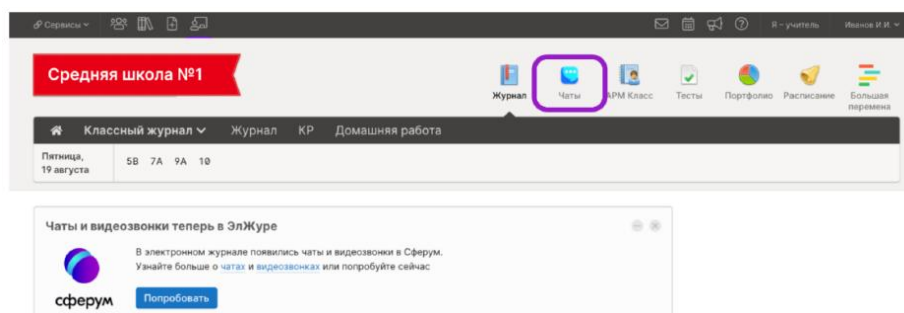 Сервисы
Я – учитель
Иванов И.И.
Средняя школа №1
Журнал
Чаты
АРМ Класс
Тесты
Портфолио
Расписание
Большая
перемена
Классный журнал
Журнал
КР
Домашняя работа
Пятница,
19 августа
5В 7А 9А 10
Чаты и видеозвонки теперь в ЭлЖуре
В электронном журнале появились чаты и видеозвонки в Сферум.
Узнайте больше о чатах и видеозвонках или попробуйте сейчас
сферум
Попробовать